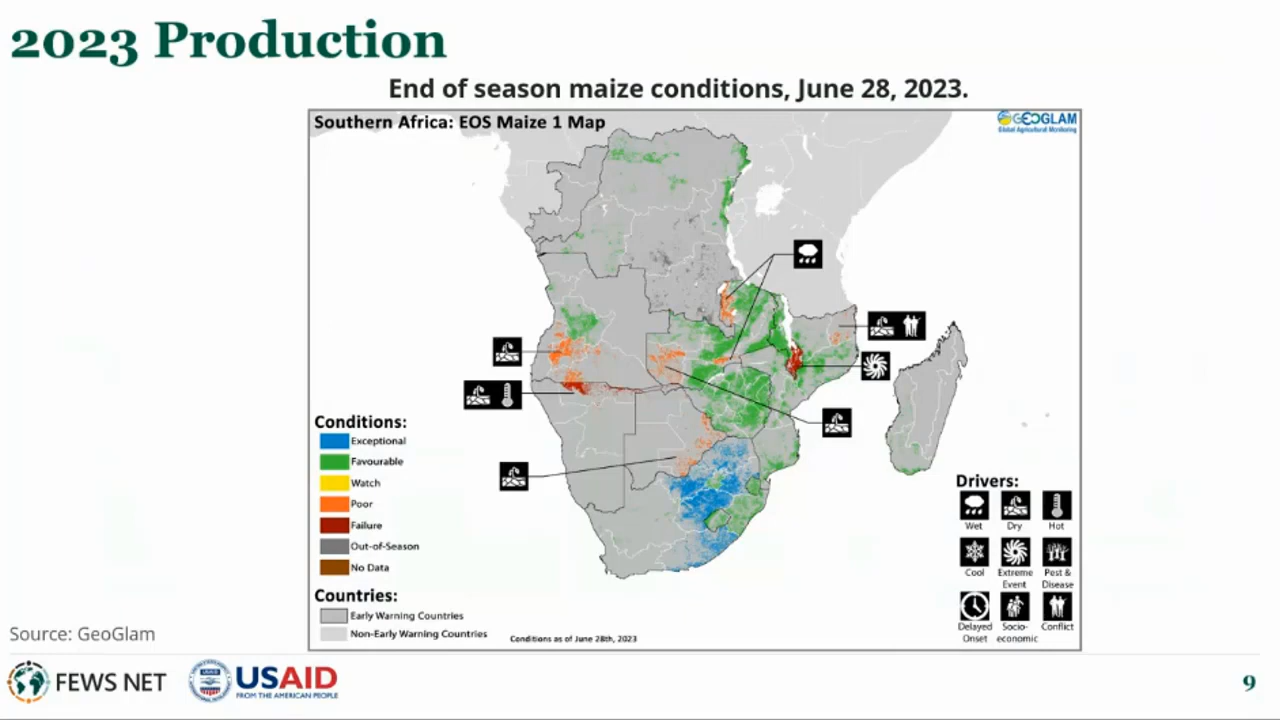 2023 Production
End of season maize conditions, June 28, 2023.
Southern Africa: EOS Maize 1 Map
GEOGLAM
Global Agricultural Monitoring
Conditions:
Exceptional
Favourable
Watch
Poor
Failure
Out-of-Season
No Data
Countries:
Early Warning Countries
Non-Early Warning Countries
Conditions as of June 28th, 2023
Drivers:
Wet
Dry
Hot
Cool
Extreme Event
Pest & Disease
Delayed Onset
Socio-economic
Conflict
Source: GeoGlam
FEWS NET
USAID
FROM THE AMERICAN PEOPLE
9